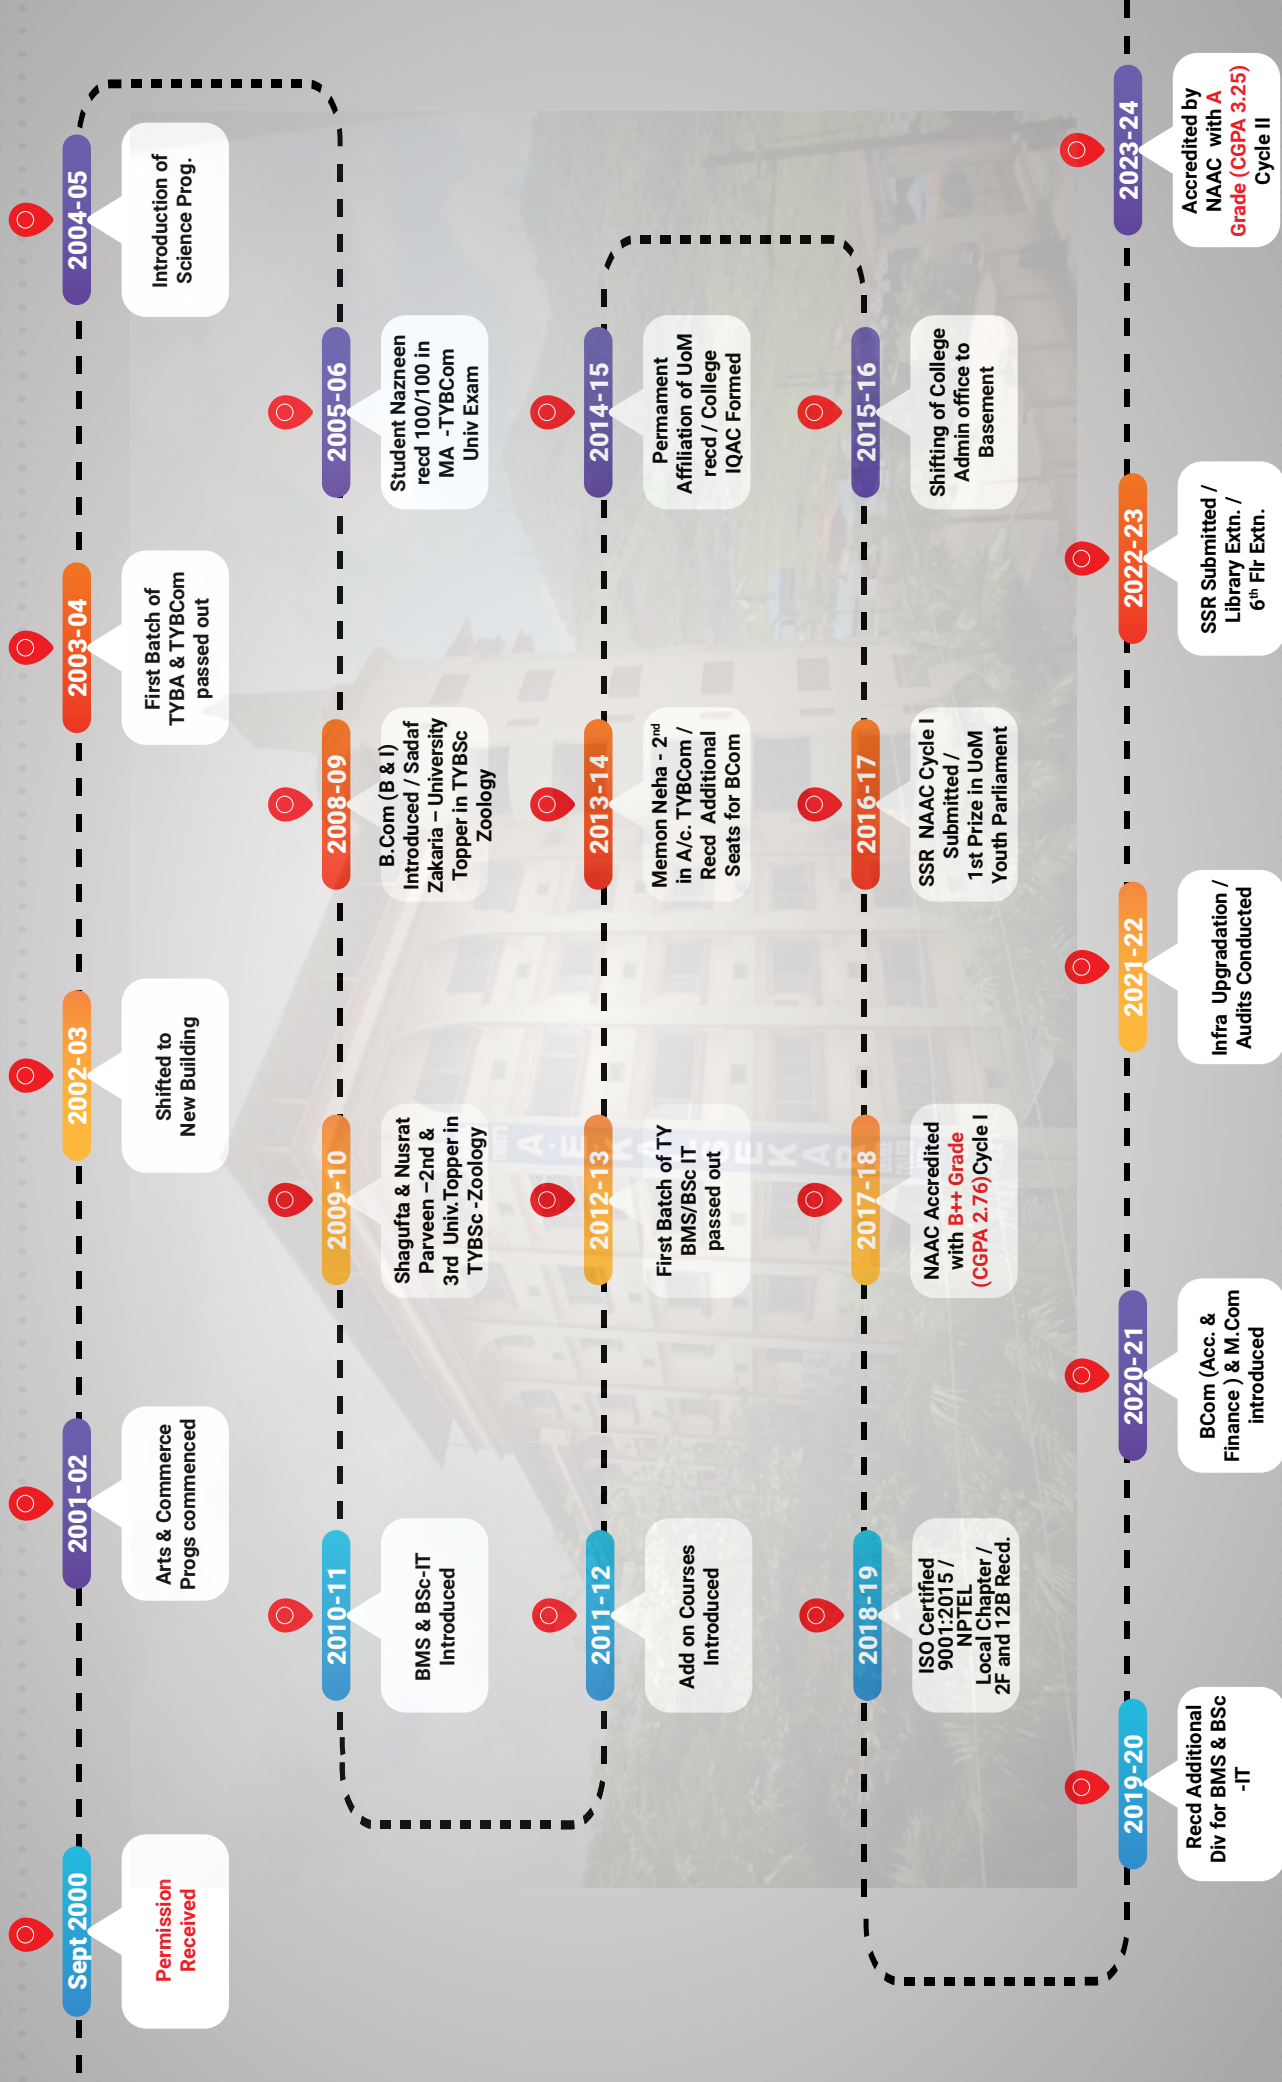 Sept 2000
Permission
Received
2001-02
Arts & Commerce
Progs commenced
2002-03
Shifted to
New Building
2003-04
First Batch of
TYBA & TYBCom
passed out
2004-05
Introduction of
Science Prog.
2005-06
Student Nazneen
recd 100/100 in
MA -TYBCom
Univ Exam
2008-09
B.Com (B & I)
Introduced / Sadaf
Zakaria – University
Topper in TYBSc
Zoology
2009-10
Shagufta & Nusrat
Parveen –2nd &
3rd Univ.Topper in
TYBSc -Zoology
2010-11
BMS & BSc-IT
Introduced
2011-12
Add on Courses
Introduced
2012-13
First Batch of TY
BMS/BSc IT
passed out
2013-14
Memon Neha - 2nd
in A/c. TYBCom /
Recd Additional
Seats for BCom
2014-15
Permament
Affiliation of UoM
recd / College
IQAC Formed
2015-16
Shifting of College
Admin office to
Basement
2016-17
SSR NAAC Cycle I
Submitted /
1st Prize in UoM
Youth Parliament
2017-18
NAAC Accredited
with B++ Grade
(CGPA 2.76)Cycle I
2018-19
ISO Certified
9001:2015 /
NPTEL
Local Chapter /
2F and 12B Recd.
2019-20
Recd Additional
Div for BMS & BSc
-IT
2020-21
BCom (Acc. &
Finance ) & M.Com
introduced
2021-22
Infra Upgradation /
Audits Conducted
2022-23
SSR Submitted /
Library Extn. /
6th Flr Extn.
2023-24
Accredited by
NAAC with A
Grade (CGPA 3.25)
Cycle II
A.E. KALSEKAR